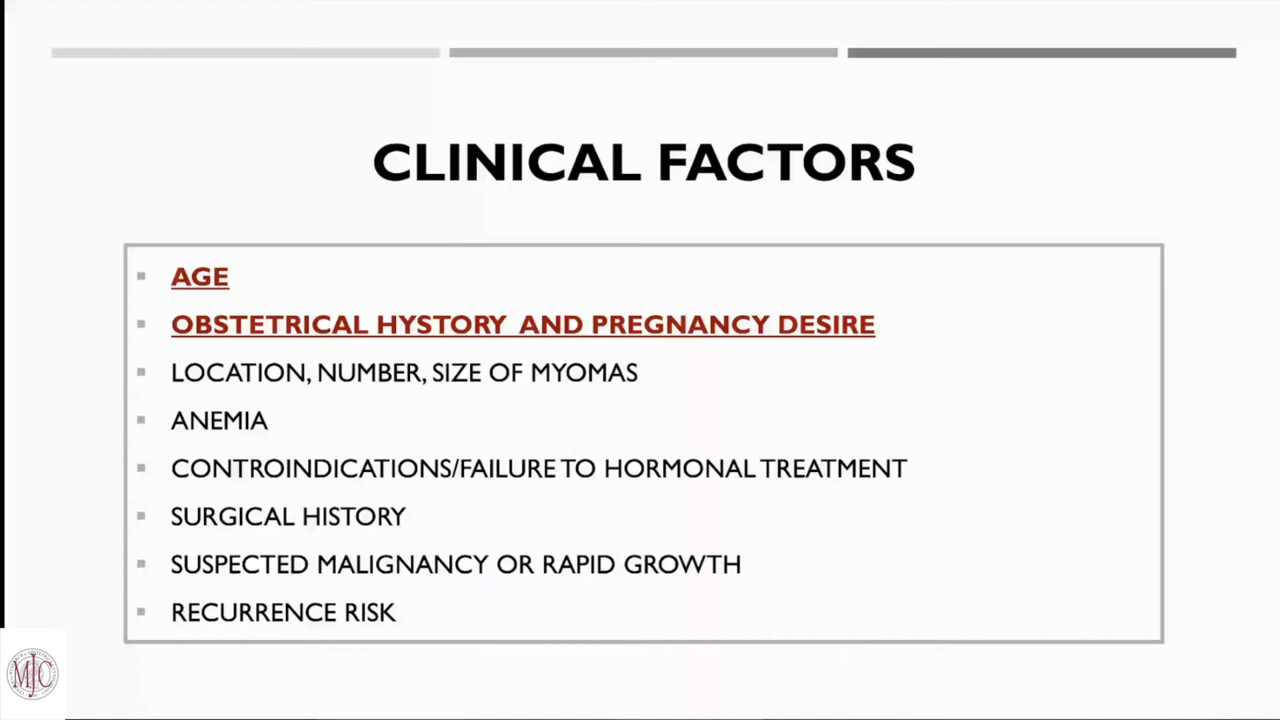 CLINICAL FACTORS
AGE
OBSTETRICAL HYSTORY AND PREGNANCY DESIRE
LOCATION, NUMBER, SIZE OF MYOMAS
ANEMIA
CONTROINDICATIONS/FAILURE TO HORMONAL TREATMENT
SURGICAL HISTORY
SUSPECTED MALIGNANCY OR RAPID GROWTH
RECURRENCE RISK
MJC